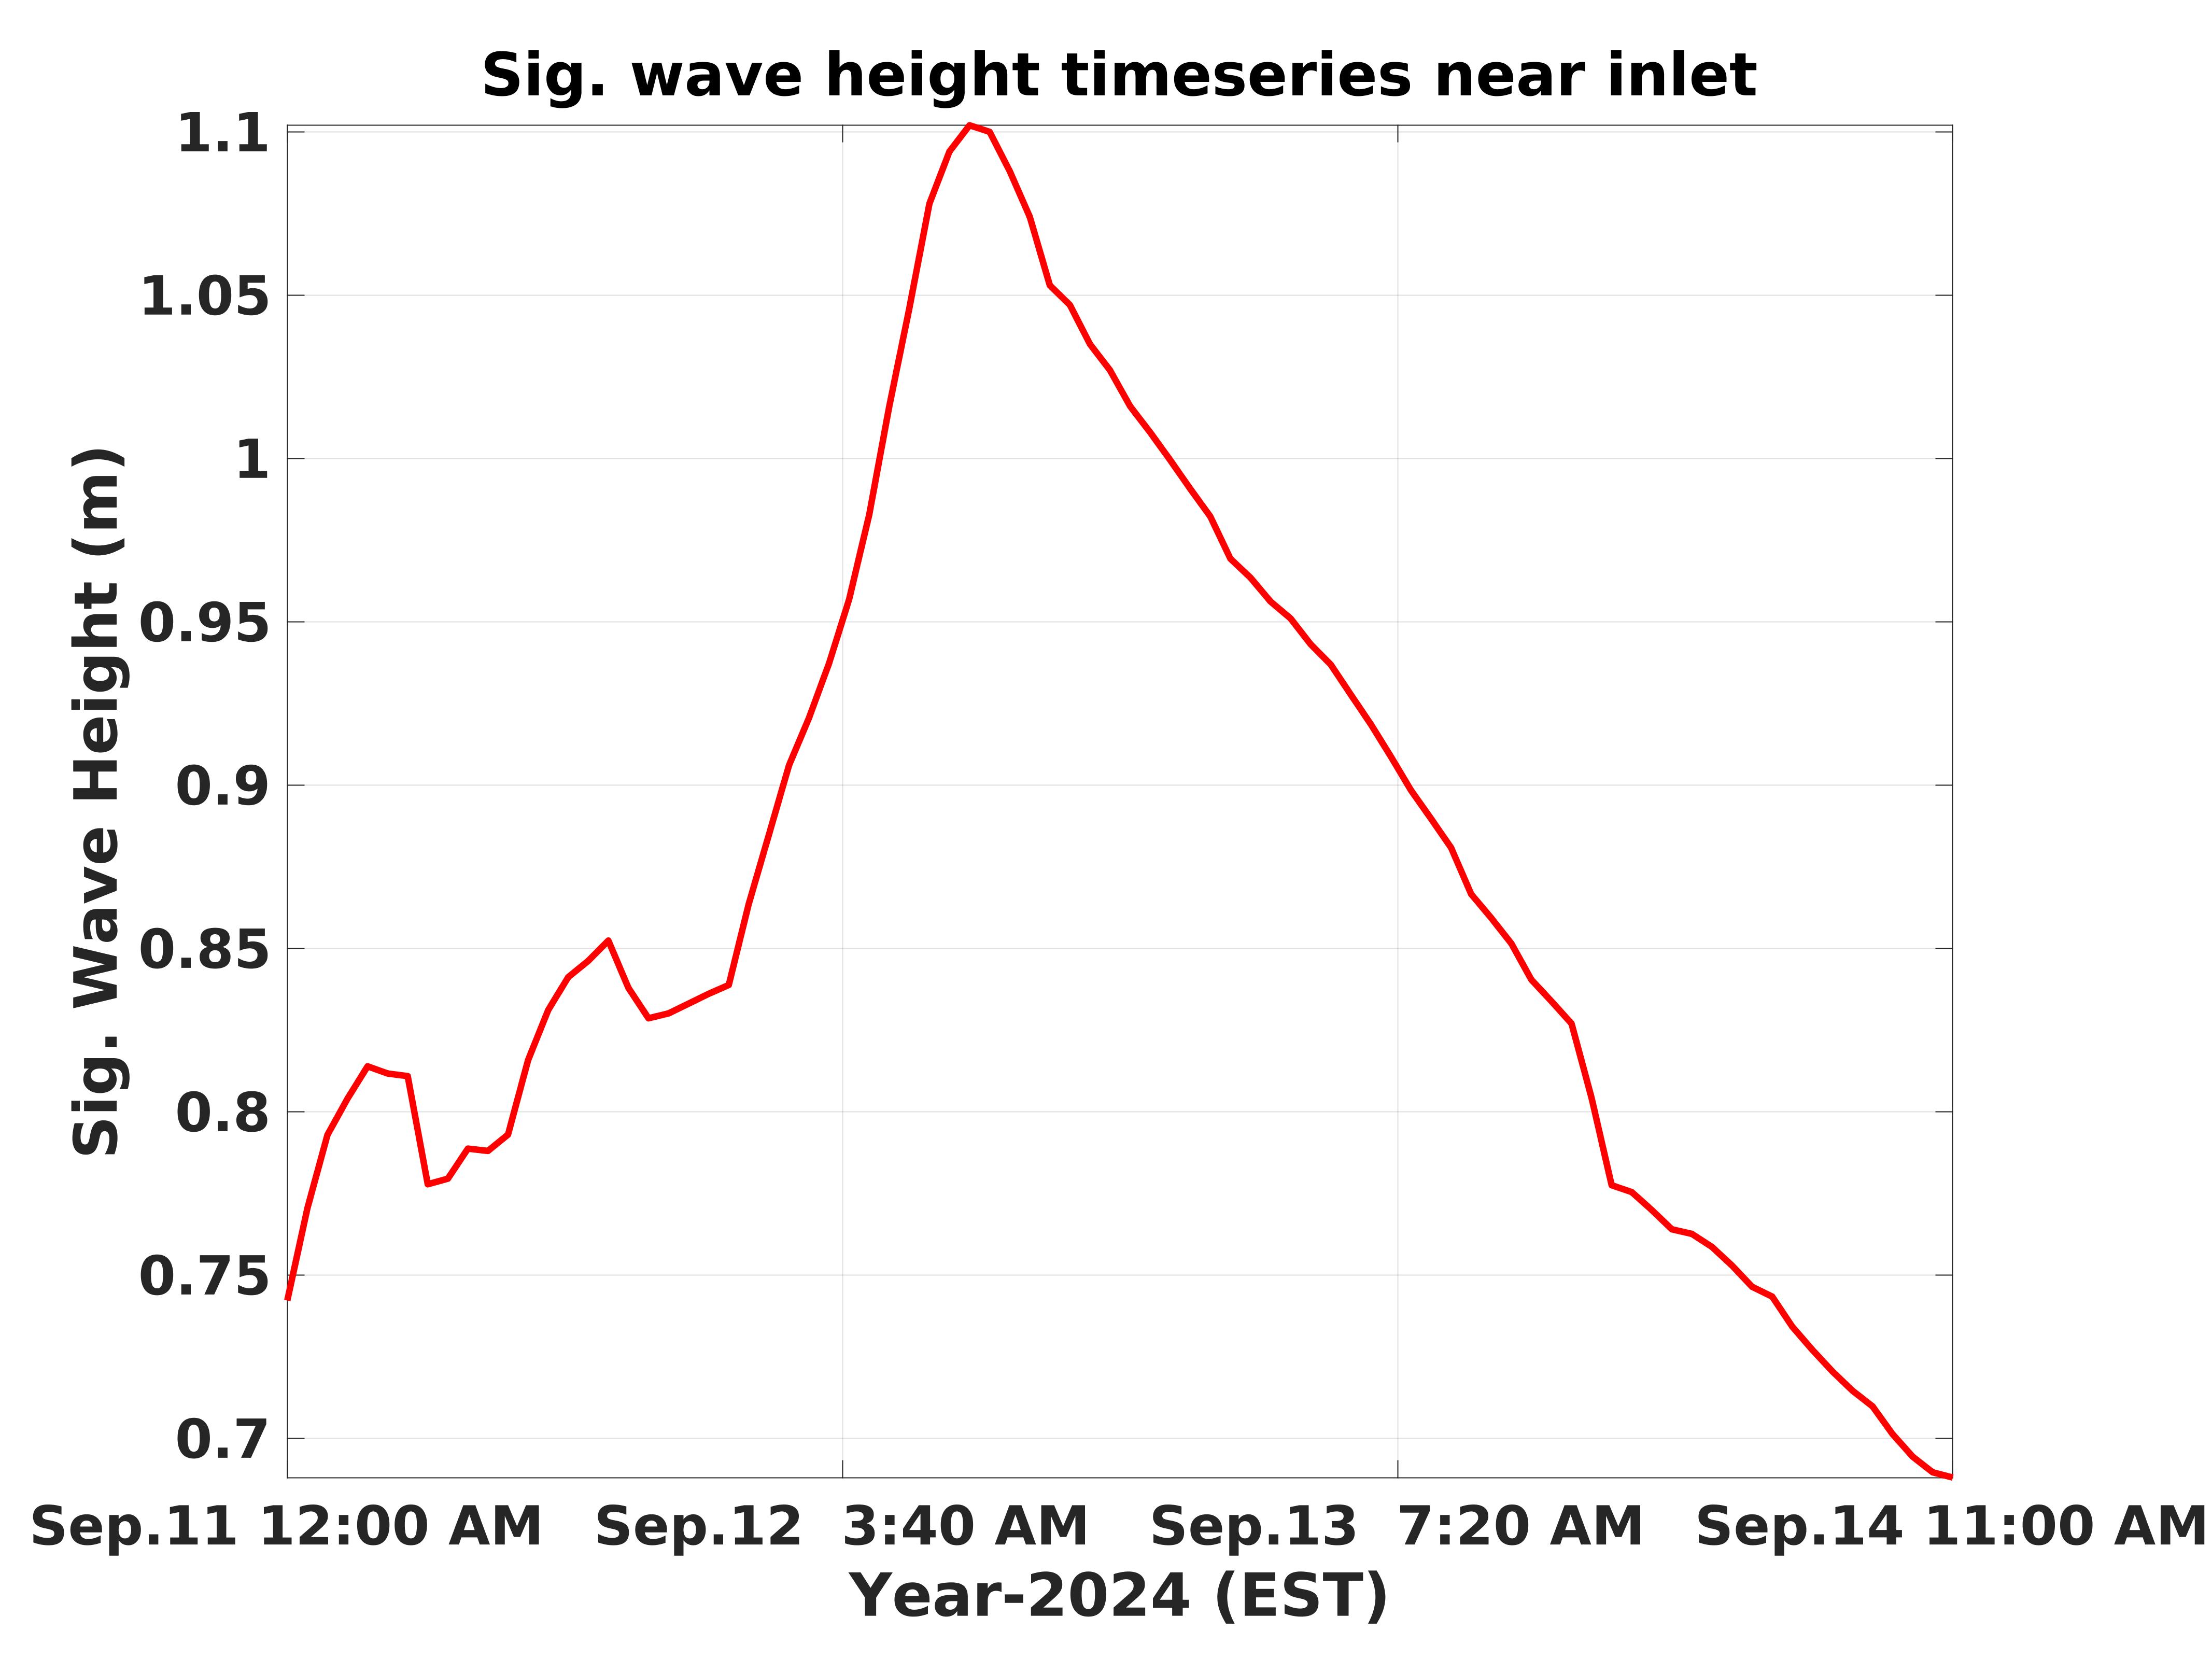 Sig. wave height timeseries near inlet
1.1
1.05
1
0.95
0.9
0.85
0.8
0.75
0.7
Sig. Wave Height (m)
Sep.11 12:00 AM Sep.12 3:40 AM Sep.13 7:20 AM Sep.14 11:00 AM
Year-2024 (EST)